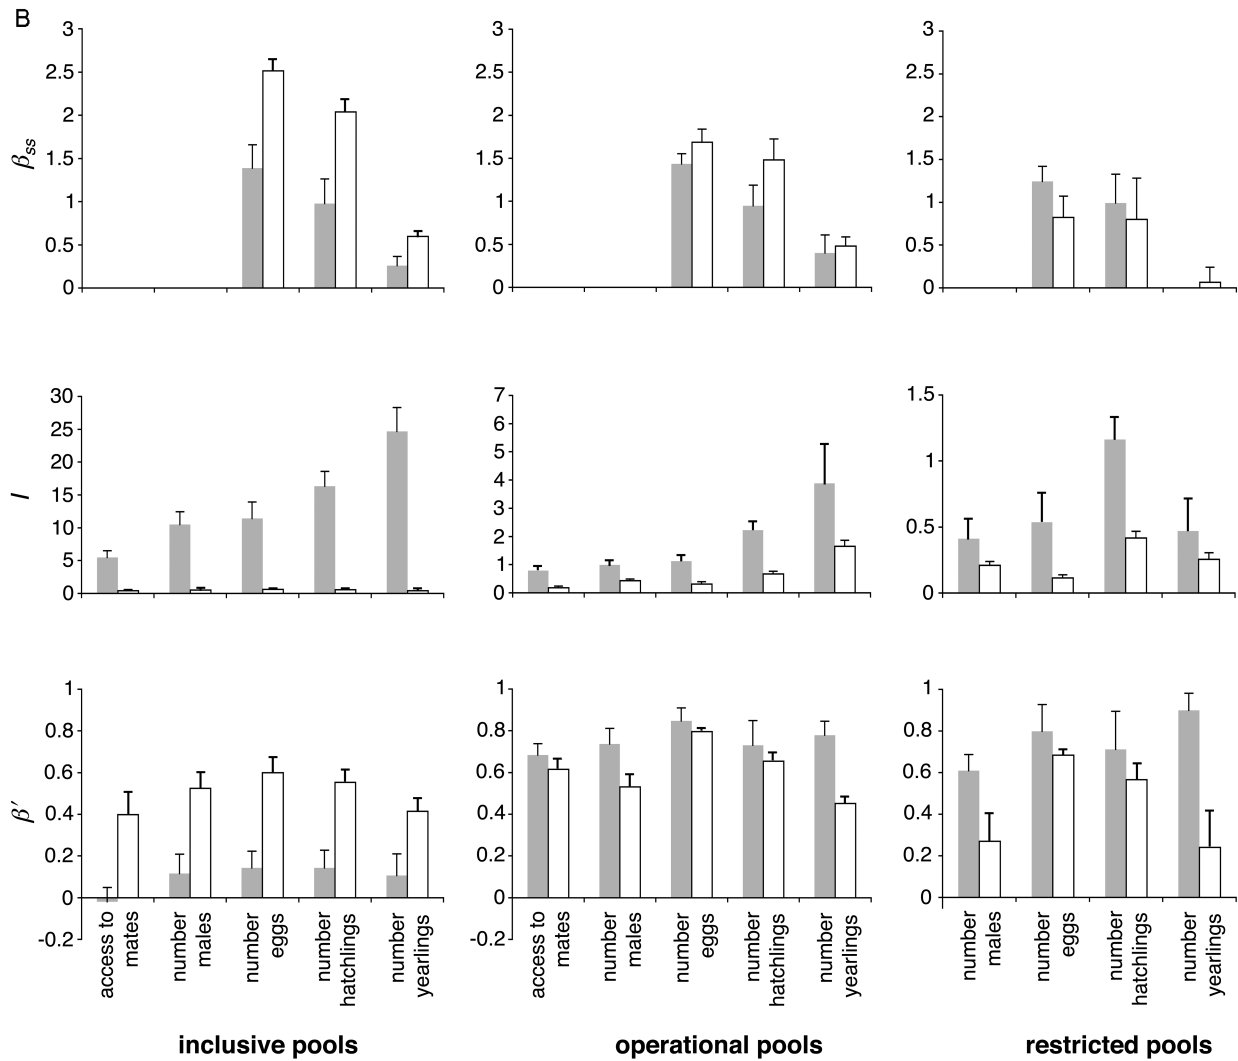 B
3
2.5
2
1.5
1
0.5
0
βss
3
2.5
2
1.5
1
0.5
0
3
2.5
2
1.5
1
0.5
0
30
25
20
15
10
5
0
I
7
6
5
4
3
2
1
0
1.5
1
0.5
0
1
0.8
0.6
0.4
0.2
0
-0.2
β′
access to
mates
number
males
number
eggs
number
hatchlings
number
yearlings
inclusive pools
1
0.8
0.6
0.4
0.2
0
-0.2
access to
mates
number
males
number
eggs
number
hatchlings
number
yearlings
operational pools
1
0.8
0.6
0.4
0.2
0
number
males
number
eggs
number
hatchlings
number
yearlings
restricted pools